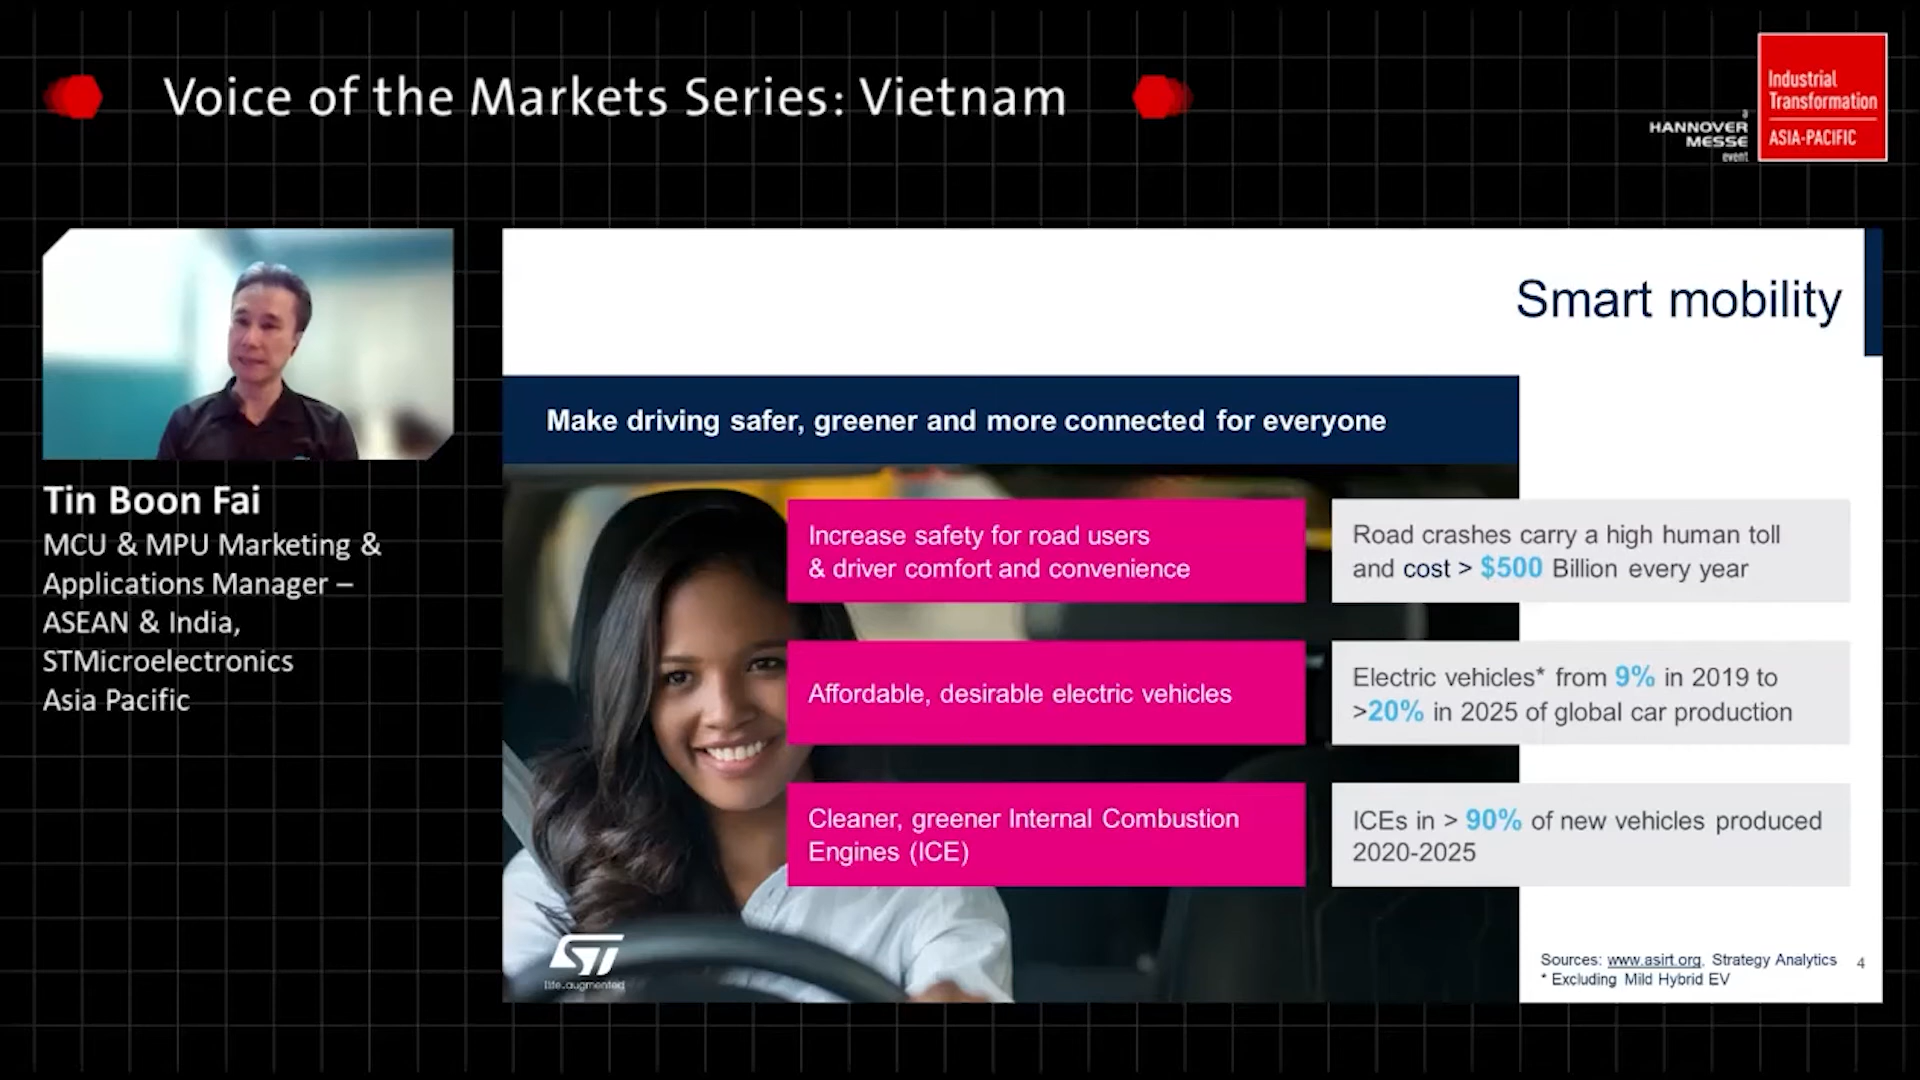 Voice of the Markets Series: Vietnam
a
HANNOVER
MESSE
event
Industrial
Transformation
ASIA-PACIFIC
Tin Boon Fai
MCU & MPU Marketing &
Applications Manager –
ASEAN & India,
STMicroelectronics
Asia Pacific
Smart mobility
Make driving safer, greener and more connected for everyone
Increase safety for road users
& driver comfort and convenience
Road crashes carry a high human toll
and cost > $500 Billion every year
Affordable, desirable electric vehicles
Electric vehicles* from 9% in 2019 to
>20% in 2025 of global car production
Cleaner, greener Internal Combustion
Engines (ICE)
ICEs in > 90% of new vehicles produced
2020-2025
ST
life.augmented
Sources: www.asirt.org, Strategy Analytics
* Excluding Mild Hybrid EV
4